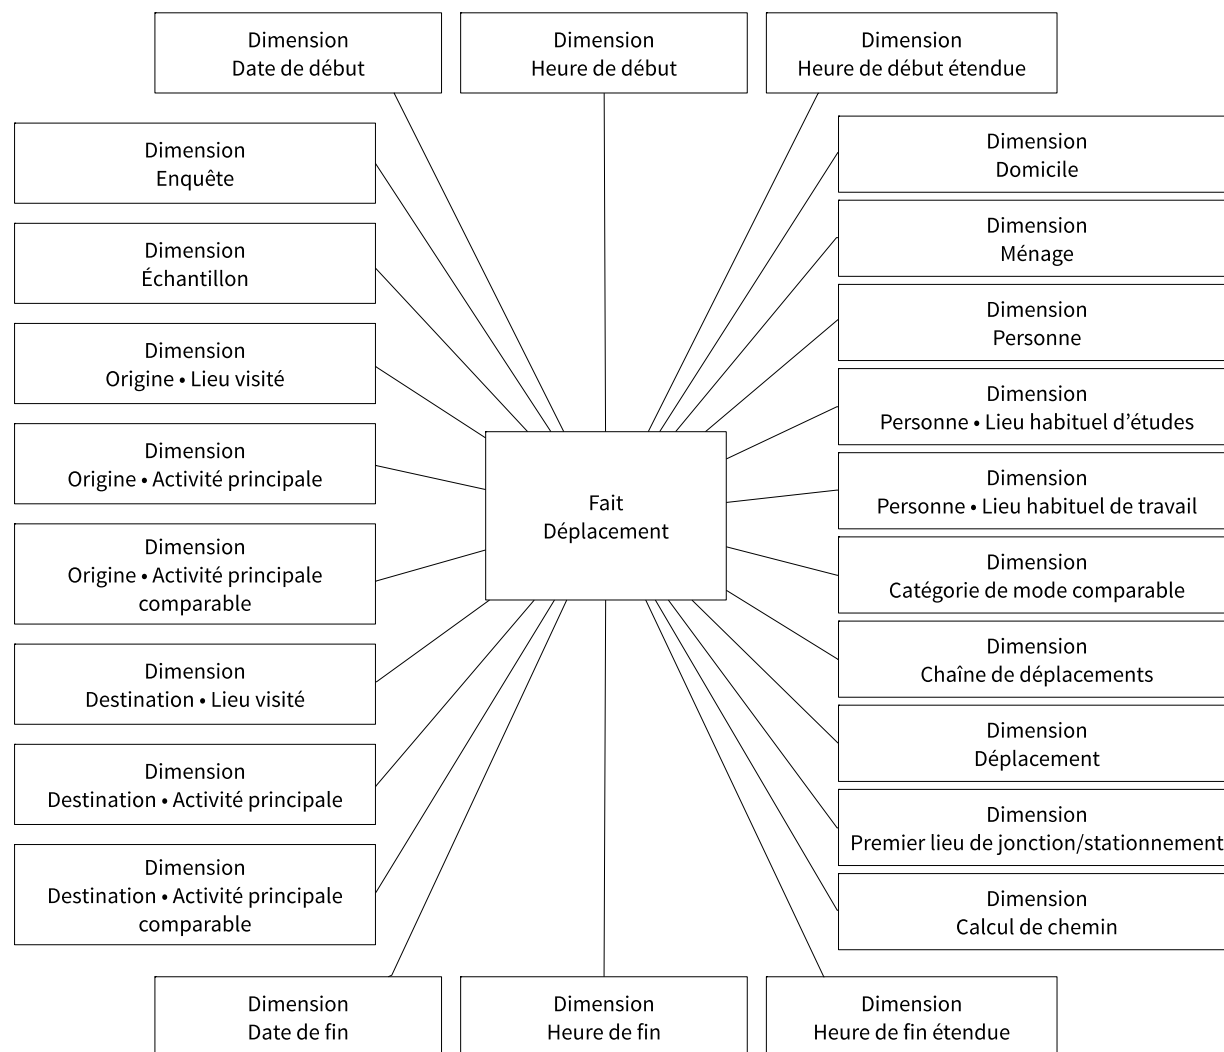 Dimension
Date de début
Dimension
Heure de début
Dimension
Heure de début étendue
Dimension
Enquête
Dimension
Échantillon
Dimension
Origine • Lieu visité
Dimension
Origine • Activité principale
Dimension
Origine • Activité principale
comparable
Dimension
Destination • Lieu visité
Dimension
Destination • Activité principale
Dimension
Destination • Activité principale
comparable
Fait
Déplacement
Dimension
Domicile
Dimension
Ménage
Dimension
Personne
Dimension
Personne • Lieu habituel d’études
Dimension
Personne • Lieu habituel de travail
Dimension
Catégorie de mode comparable
Dimension
Chaîne de déplacements
Dimension
Déplacement
Dimension
Premier lieu de jonction/stationnement
Dimension
Calcul de chemin
Dimension
Date de fin
Dimension
Heure de fin
Dimension
Heure de fin étendue